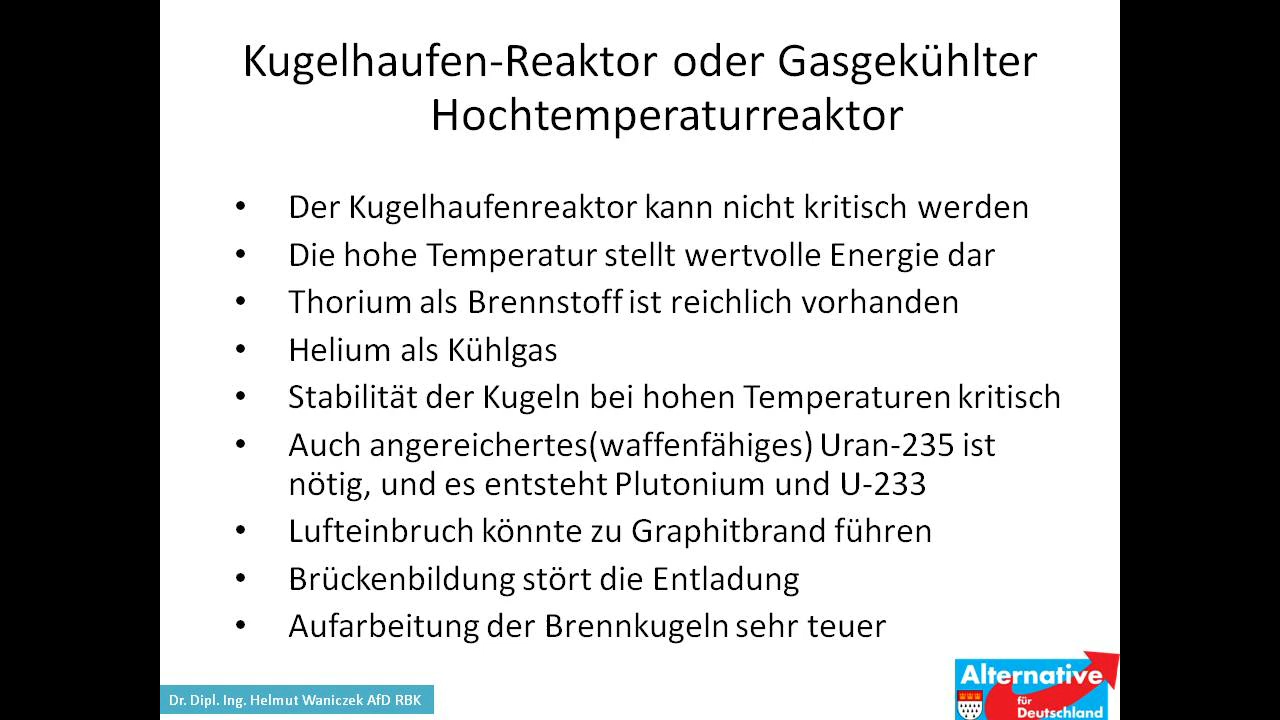 Kugelhaufen-Reaktor oder Gasgekühlter
Hochtemperaturreaktor
• Der Kugelhaufenreaktor kann nicht kritisch werden
• Die hohe Temperatur stellt wertvolle Energie dar
• Thorium als Brennstoff ist reichlich vorhanden
• Helium als Kühlgas
• Stabilität der Kugeln bei hohen Temperaturen kritisch
• Auch angereichertes(waffenfähiges) Uran-235 ist
nötig, und es entsteht Plutonium und U-233
• Lufteinbruch könnte zu Graphitbrand führen
• Brückenbildung stört die Entladung
• Aufarbeitung der Brennkugeln sehr teuer
Dr. Dipl. Ing. Helmut Waniczek AfD RBK
Alternative
für
Deutschland